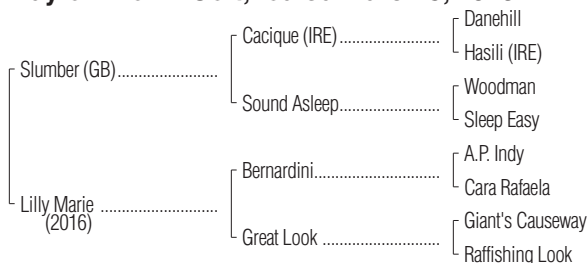 Danehill
Cacique (IRE)
Hasili (IRE)
Slumber (GB)
Woodman
Sound Asleep
Sleep Easy
A.P. Indy
Bernardini
Cara Rafaela
Lilly Marie
(2016)
Giant's Causeway
Great Look
Raffishing Look